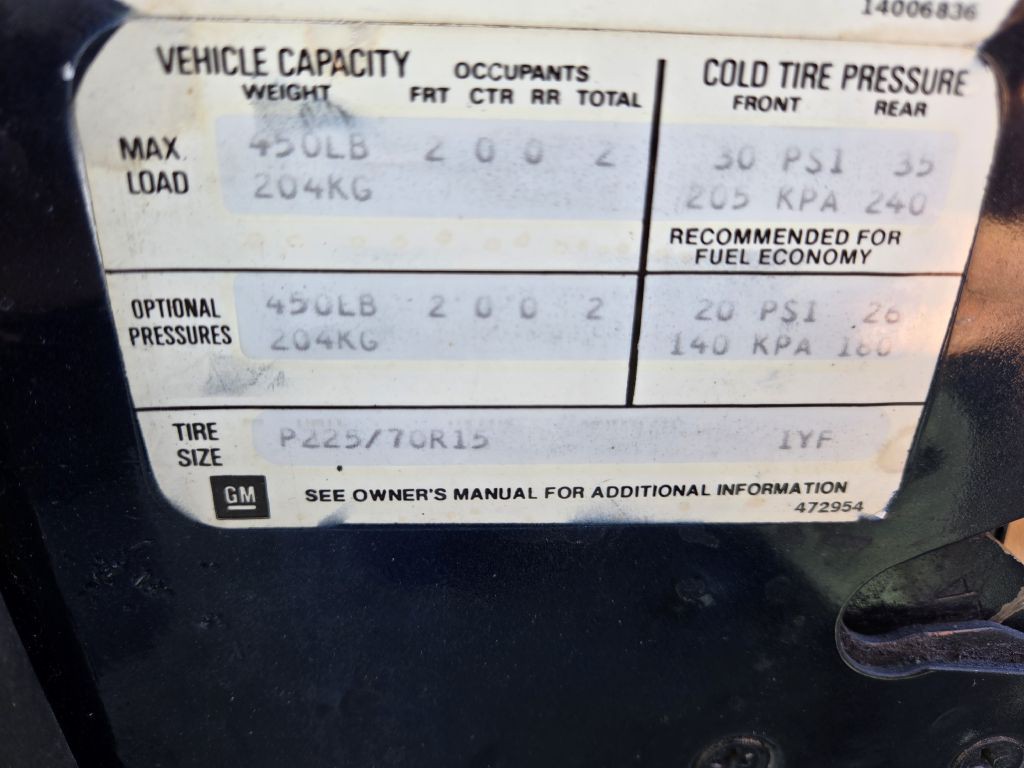 14006836
VEHICLE CAPACITY
WEIGHT
OCCUPANTS
FRT CTR RR TOTAL
COLD TIRE PRESSURE
FRONT REAR
MAX. LOAD
450LB 2 0 0 2 30 PSI 35
204KG 205 KPA 240
RECOMMENDED FOR
FUEL ECONOMY
OPTIONAL PRESSURES
450LB 2 0 0 2 20 PSI 26
204KG 140 KPA 180
TIRE SIZE
P225/70R15 IYF
GM
SEE OWNER'S MANUAL FOR ADDITIONAL INFORMATION
472954